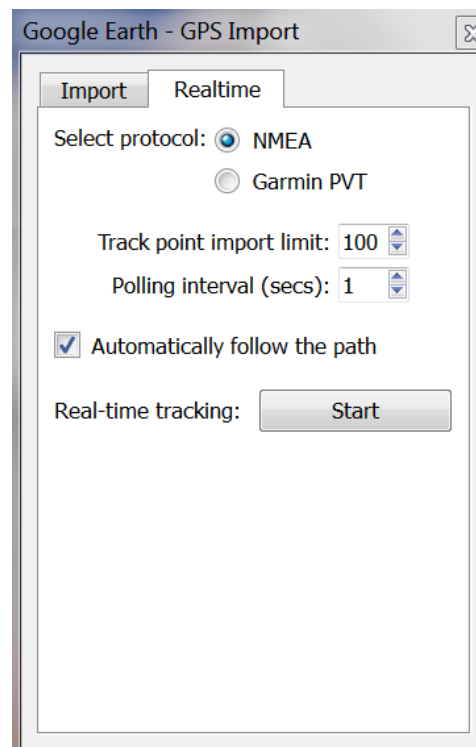 Google Earth - GPS Import
Import Realtime
Select protocol: NMEA
Garmin PVT
Track point import limit: 100
Polling interval (secs): 1
Automatically follow the path
Real-time tracking: Start